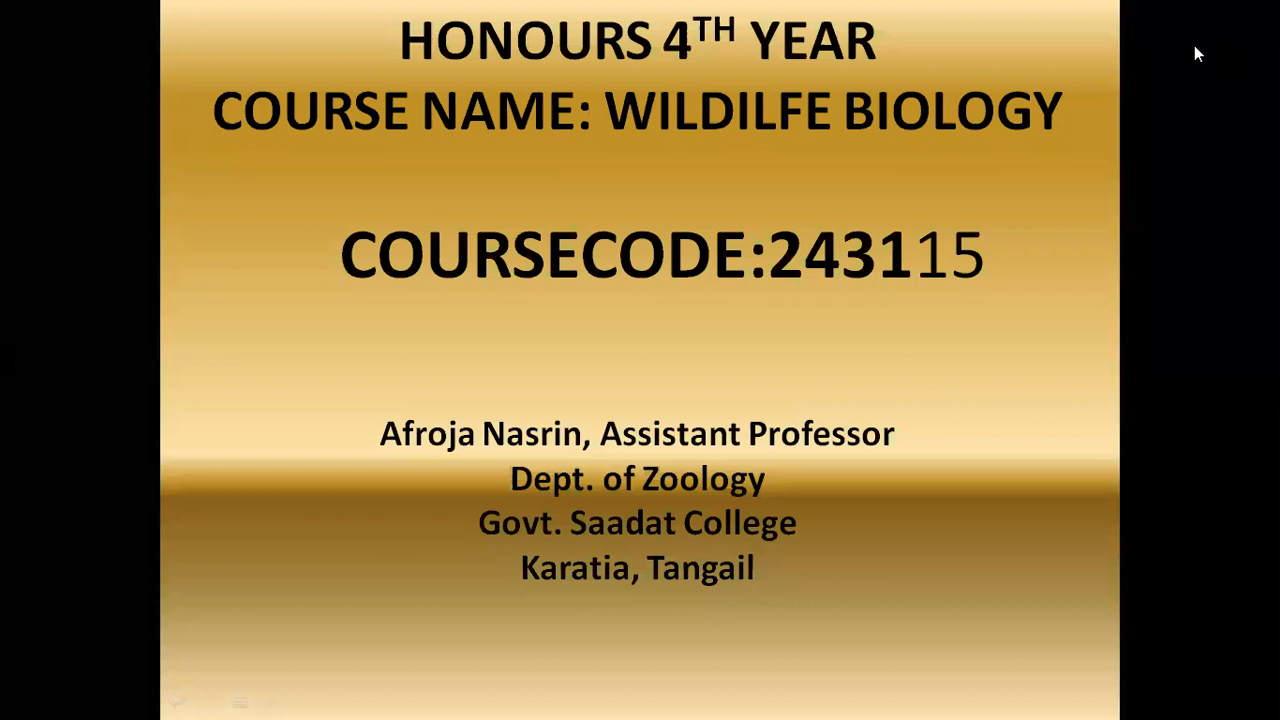 HONOURS 4TH YEAR
COURSE NAME: WILDILFE BIOLOGY
COURSECODE:243115
Afroja Nasrin, Assistant Professor
Dept. of Zoology
Govt. Saadat College
Karatia, Tangail